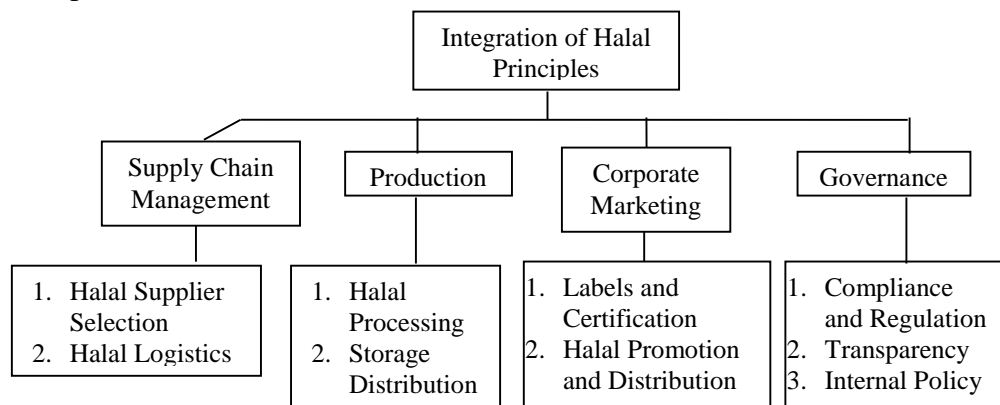 Integration of Halal
Principles
Supply Chain
Management
Production
Corporate
Marketing
Governance
1. Halal Supplier
Selection
2. Halal Logistics
1. Halal
Processing
2. Storage
Distribution
1. Labels and
Certification
2. Halal Promotion
and Distribution
1. Compliance
and Regulation
2. Transparency
3. Internal Policy